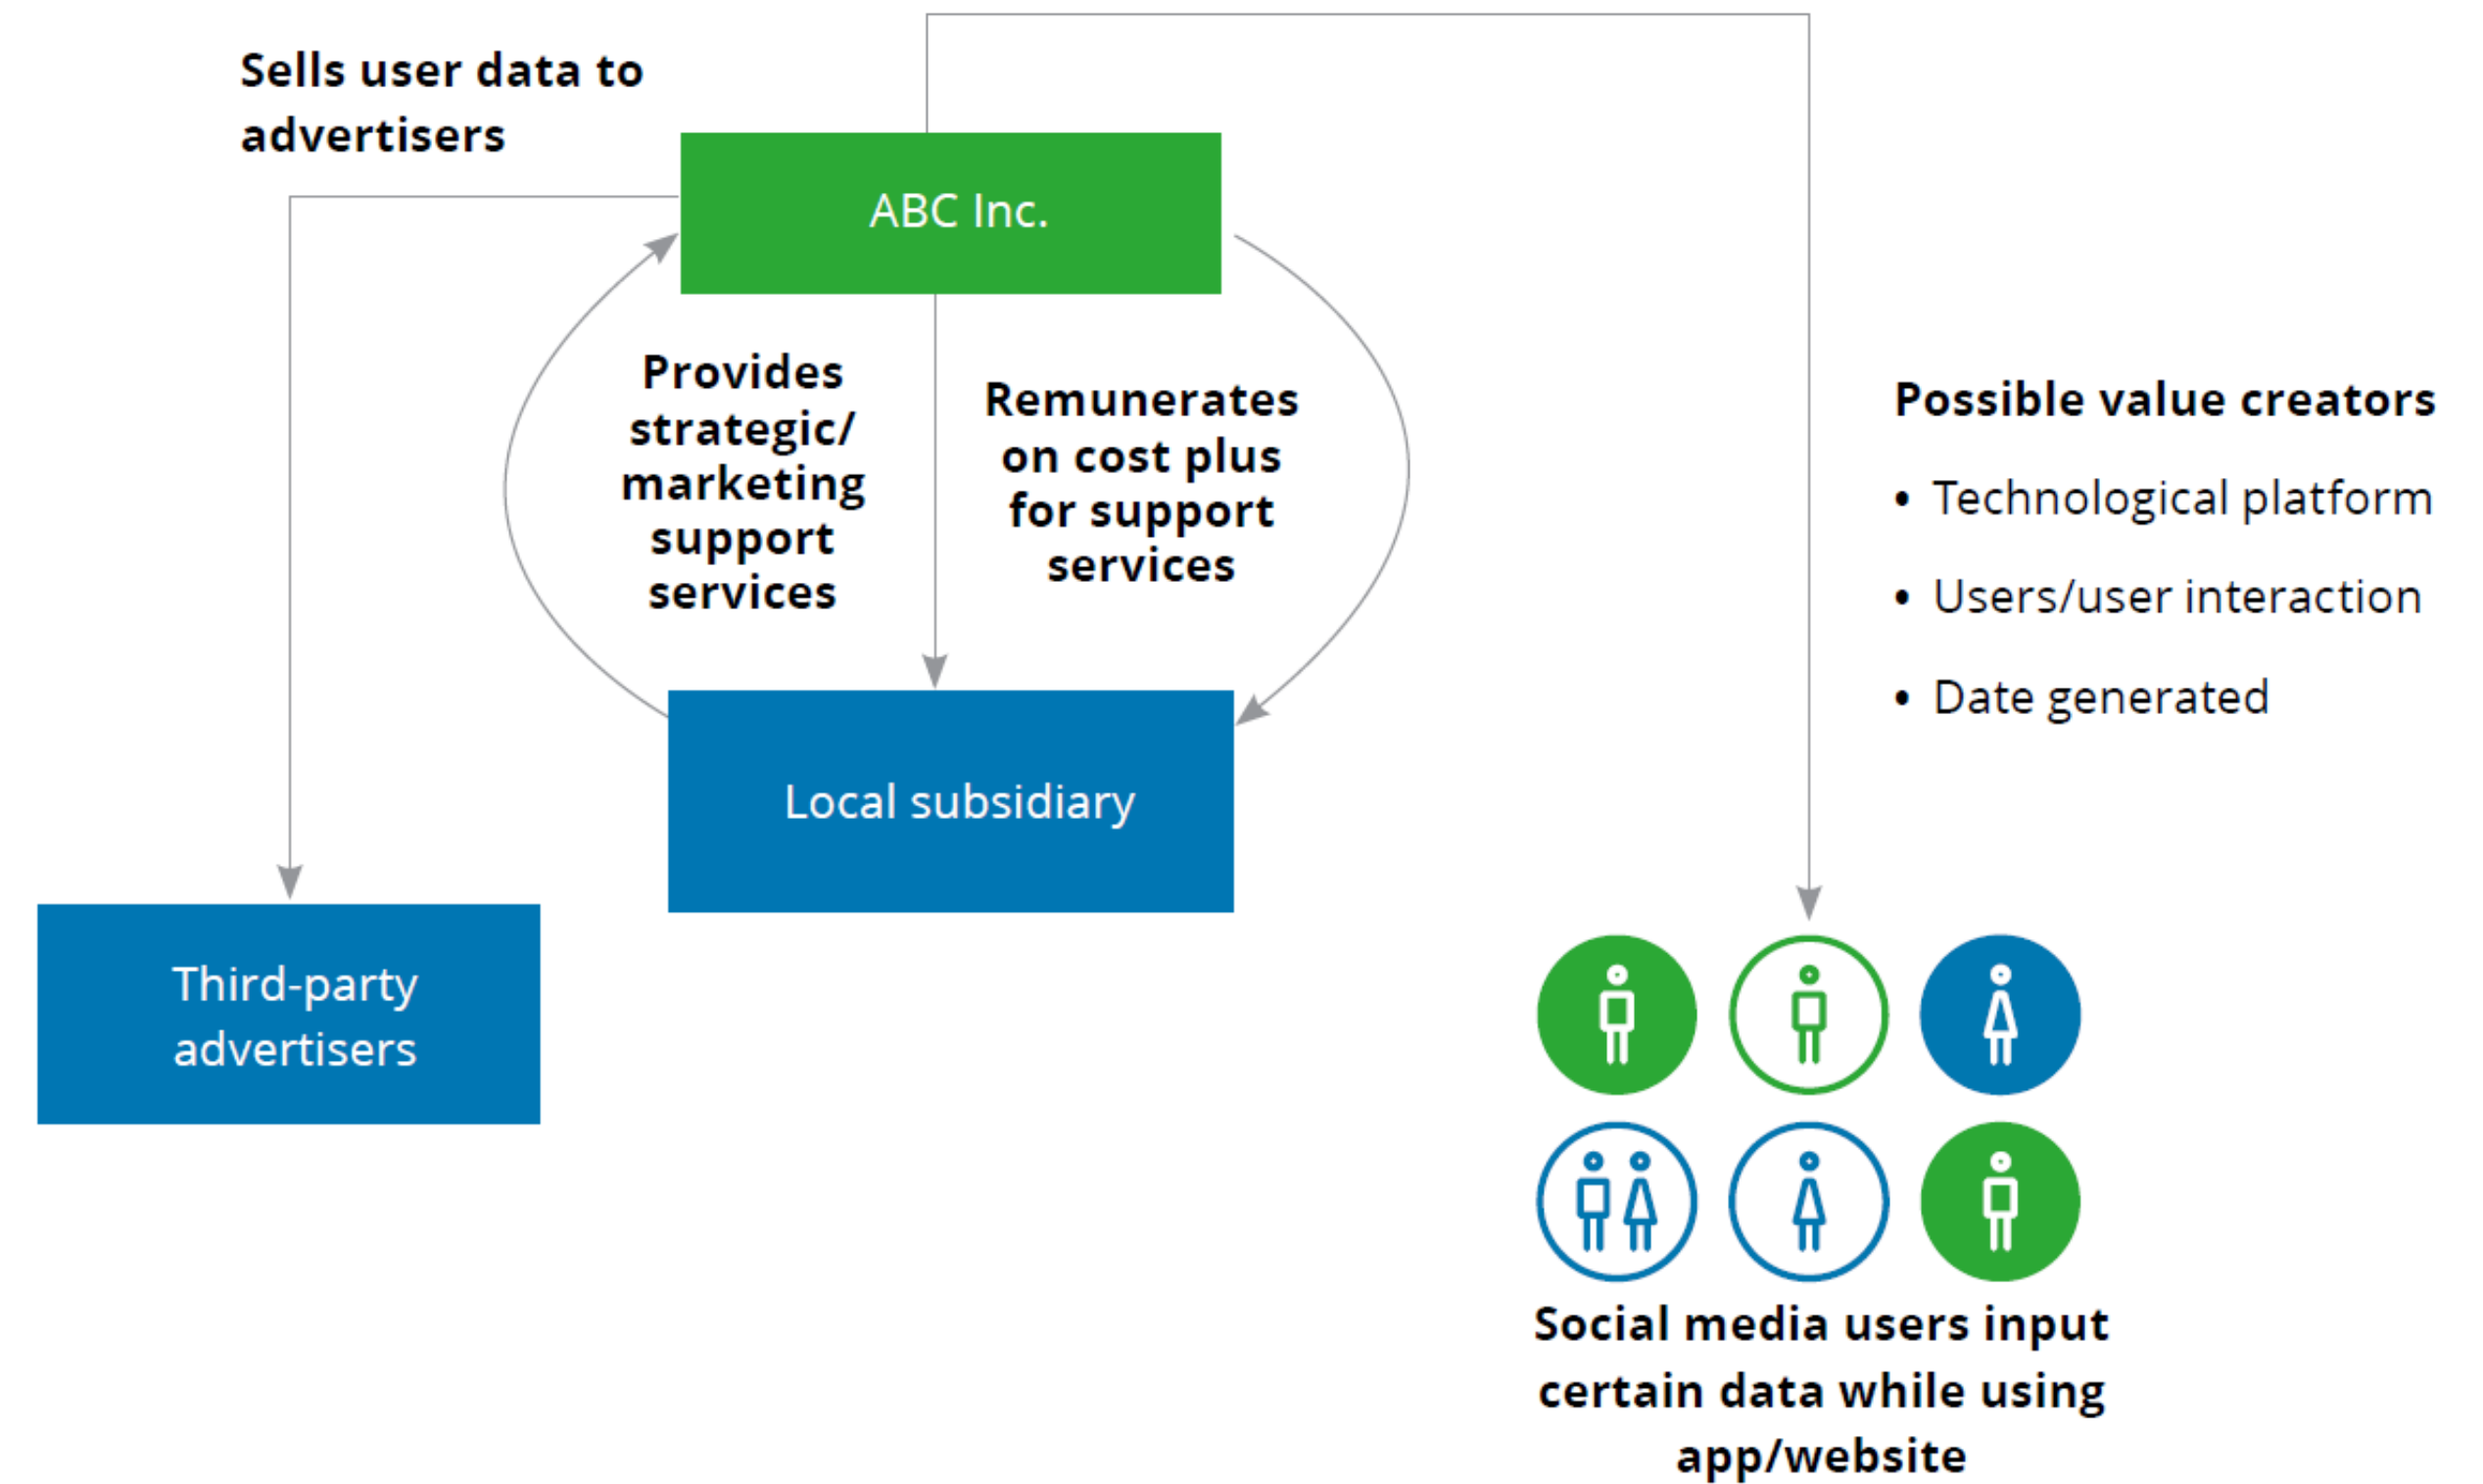 Sells user data to
advertisers
ABC Inc.
Provides
strategic/
marketing
support
services
Remunerates
on cost plus
for support
services
Possible value creators
• Technological platform
• Users/user interaction
• Date generated
Local subsidiary
Third-party
advertisers
Social media users input
certain data while using
app/website